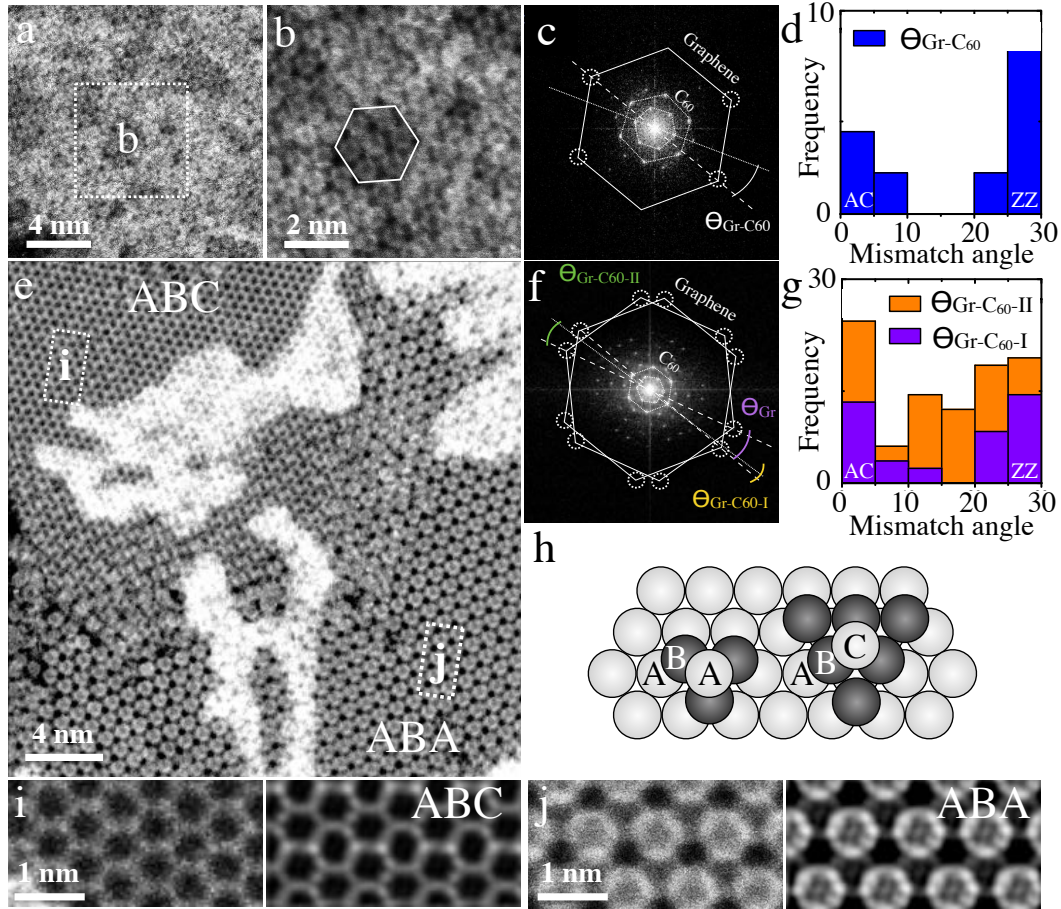 a
b
4 nm
b
2 nm
c
Graphene
C60
ΘGr-C60
d
10
0
Frequency
ΘGr-C60
AC
ZZ
0 10 20 30
Mismatch angle
e
ABC
i
j
ABA
4 nm
f
ΘGr-C60-II
Graphene
C60
ΘGr
ΘGr-C60-I
g
30
0
Frequency
ΘGr-C60-II
ΘGr-C60-I
AC
ZZ
0 10 20 30
Mismatch angle
h
C
B B
A A A
i
1 nm
ABC
j
1 nm
ABA